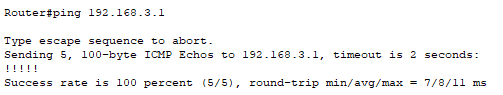 Router#ping 192.168.3.1
Type escape sequence to abort.
Sending 5, 100-byte ICMP Echos to 192.168.3.1, timeout is 2 seconds:
!!!!!
Success rate is 100 percent (5/5), round-trip min/avg/max = 7/8/11 ms